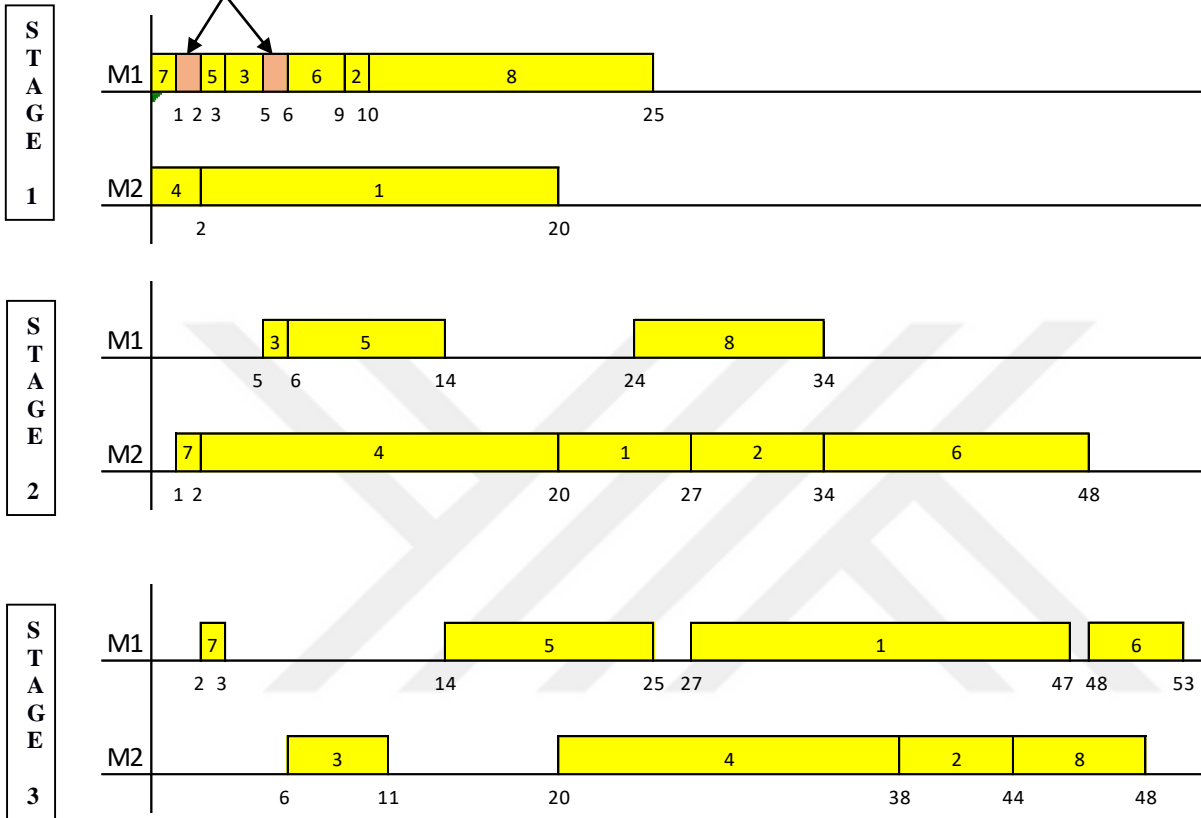 STAGE 1
M1
7 5 3 6 2 8
1 2 3 5 6 9 10 25
M2
4 1
2 20
STAGE 2
M1
3 5 8
5 6 14 24 34
M2
7 4 1 2 6
1 2 20 27 34 48
STAGE 3
M1
7 5 1 6
2 3 14 25 27 47 48 53
M2
3 4 2 8
6 11 20 38 44 48